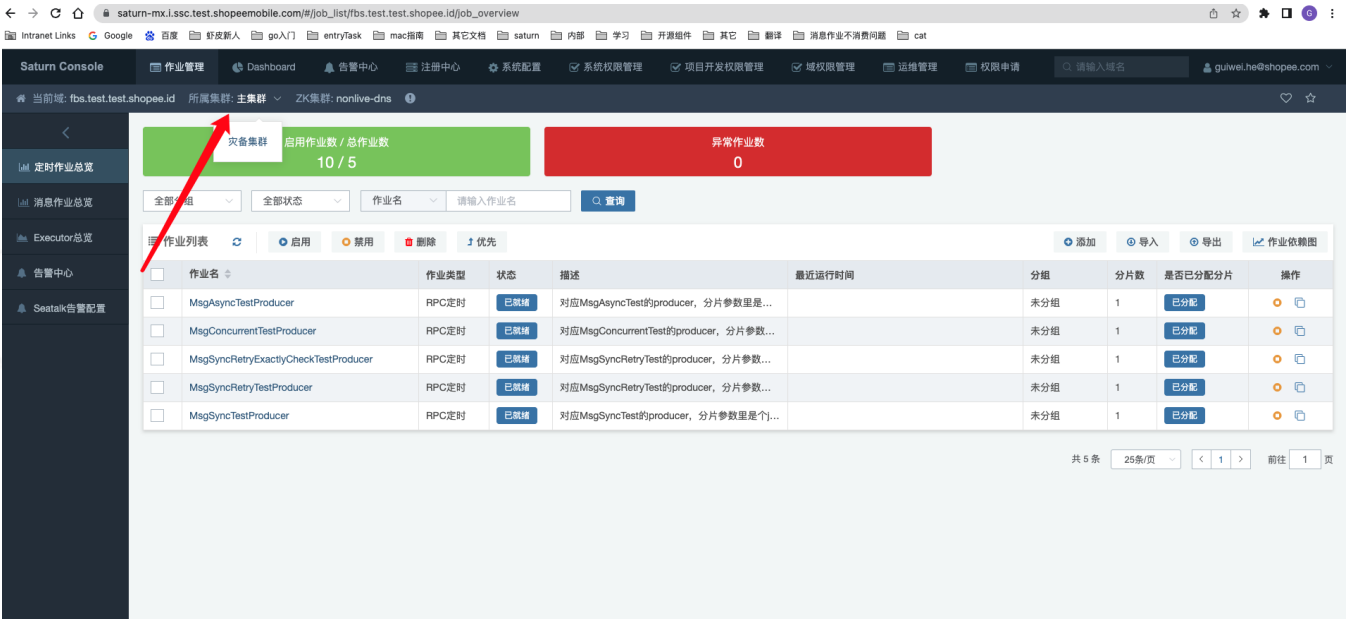 saturn-mx.i.ssc.test.shopeemobile.com/#/job_list/fbs.test.test.shopee.id/job_overview
G
Intranet Links Google 百度 虾皮新人 go入门 entryTask mac指南 其它文档 saturn 内部 学习 开源组件 其它 翻译 消息作业不消费问题 cat
Saturn Console 作业管理 Dashboard 告警中心 注册中心 系统配置 系统权限管理 项目开发权限管理 域权限管理 运维管理 权限申请 请输入域名 guiwei.he@shopee.com
当前域: fbs.test.test.shopee.id 所属集群: 主集群 ZK集群: nonlive-dns
灾备集群
启用作业数 / 总作业数
10 / 5
异常作业数
0
定时作业总览
消息作业总览
Executor总览
告警中心
Seatalk告警配置
全部分组 全部状态 作业名 请输入作业名 查询
作业列表 启用 禁用 删除 优先 添加 导入 导出 作业依赖图
作业名 作业类型 状态 描述 最近运行时间 分组 分片数 是否已分配分片 操作
MsgAsyncTestProducer RPC定时 已就绪 对应MsgAsyncTest的producer，分片参数里是... 未分组 1 已分配
MsgConcurrentTestProducer RPC定时 已就绪 对应MsgConcurrentTest的producer，分片参数... 未分组 1 已分配
MsgSyncRetryExactlyCheckTestProducer RPC定时 已就绪 对应MsgSyncRetryTest的producer，分片参数... 未分组 1 已分配
MsgSyncRetryTestProducer RPC定时 已就绪 对应MsgSyncRetryTest的producer，分片参数... 未分组 1 已分配
MsgSyncTestProducer RPC定时 已就绪 对应MsgSyncTest的producer，分片参数里是个j... 未分组 1 已分配
共 5 条 25条/页 1 前往 1 页